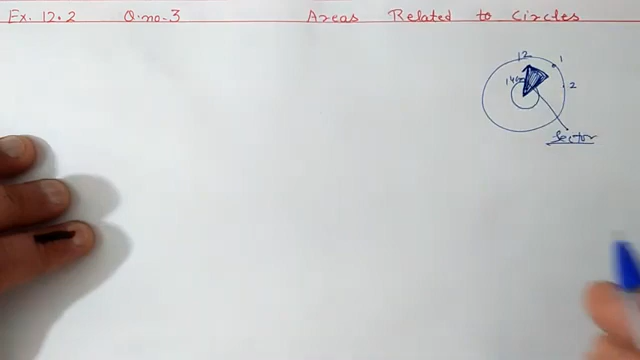 Ex. 12.2 Q.no.3 Areas Related to Circles
12
1
14cm
2
Sector